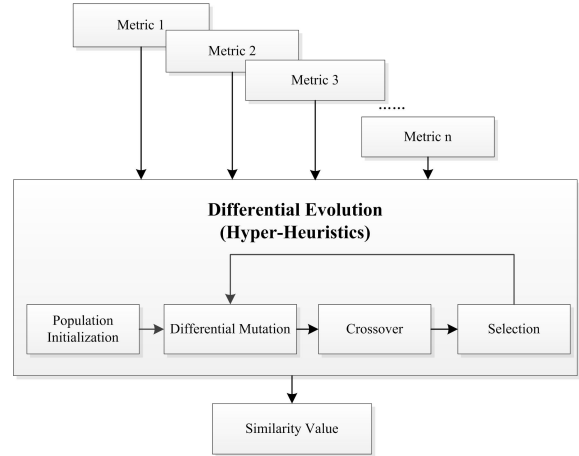 Metric 1
Metric 2
Metric 3
......
Metric n
Differential Evolution
(Hyper-Heuristics)
Population
Initialization
Differential Mutation
Crossover
Selection
Similarity Value